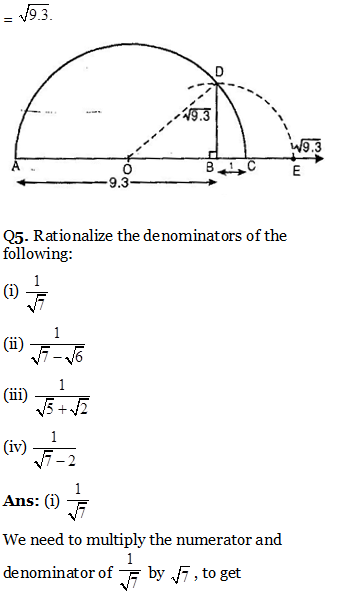 = √9.3.
D
√9.3
√9.3
A O B 1 C E
9.3
Q5. Rationalize the denominators of the
following:
(i) 1/√7
(ii) 1/(√7 − √6)
(iii) 1/(√5 + √2)
(iv) 1/(√7 − 2)
Ans: (i) 1/√7
We need to multiply the numerator and
denominator of 1/√7 by √7 , to get